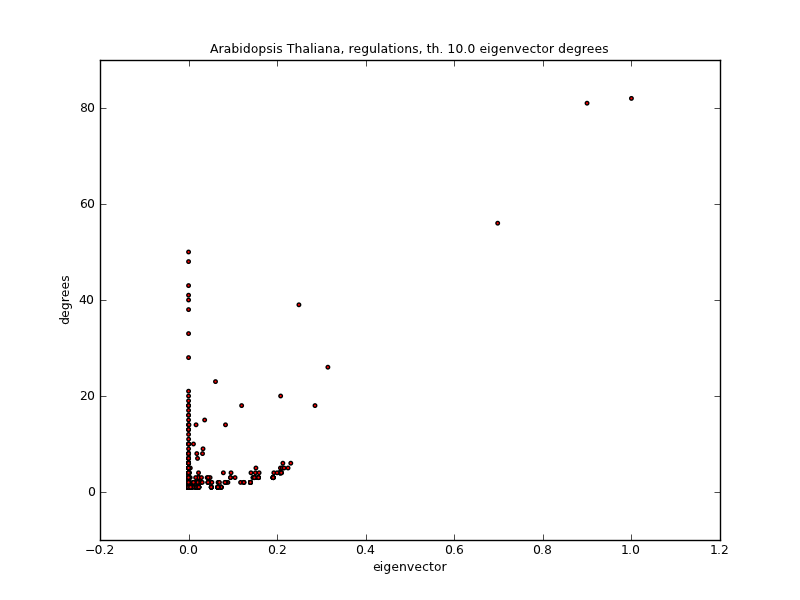 Arabidopsis Thaliana, regulations, th. 10.0 eigenvector degrees
80
60
40
20
0
degrees
−0.2 0.0 0.2 0.4 0.6 0.8 1.0 1.2
eigenvector